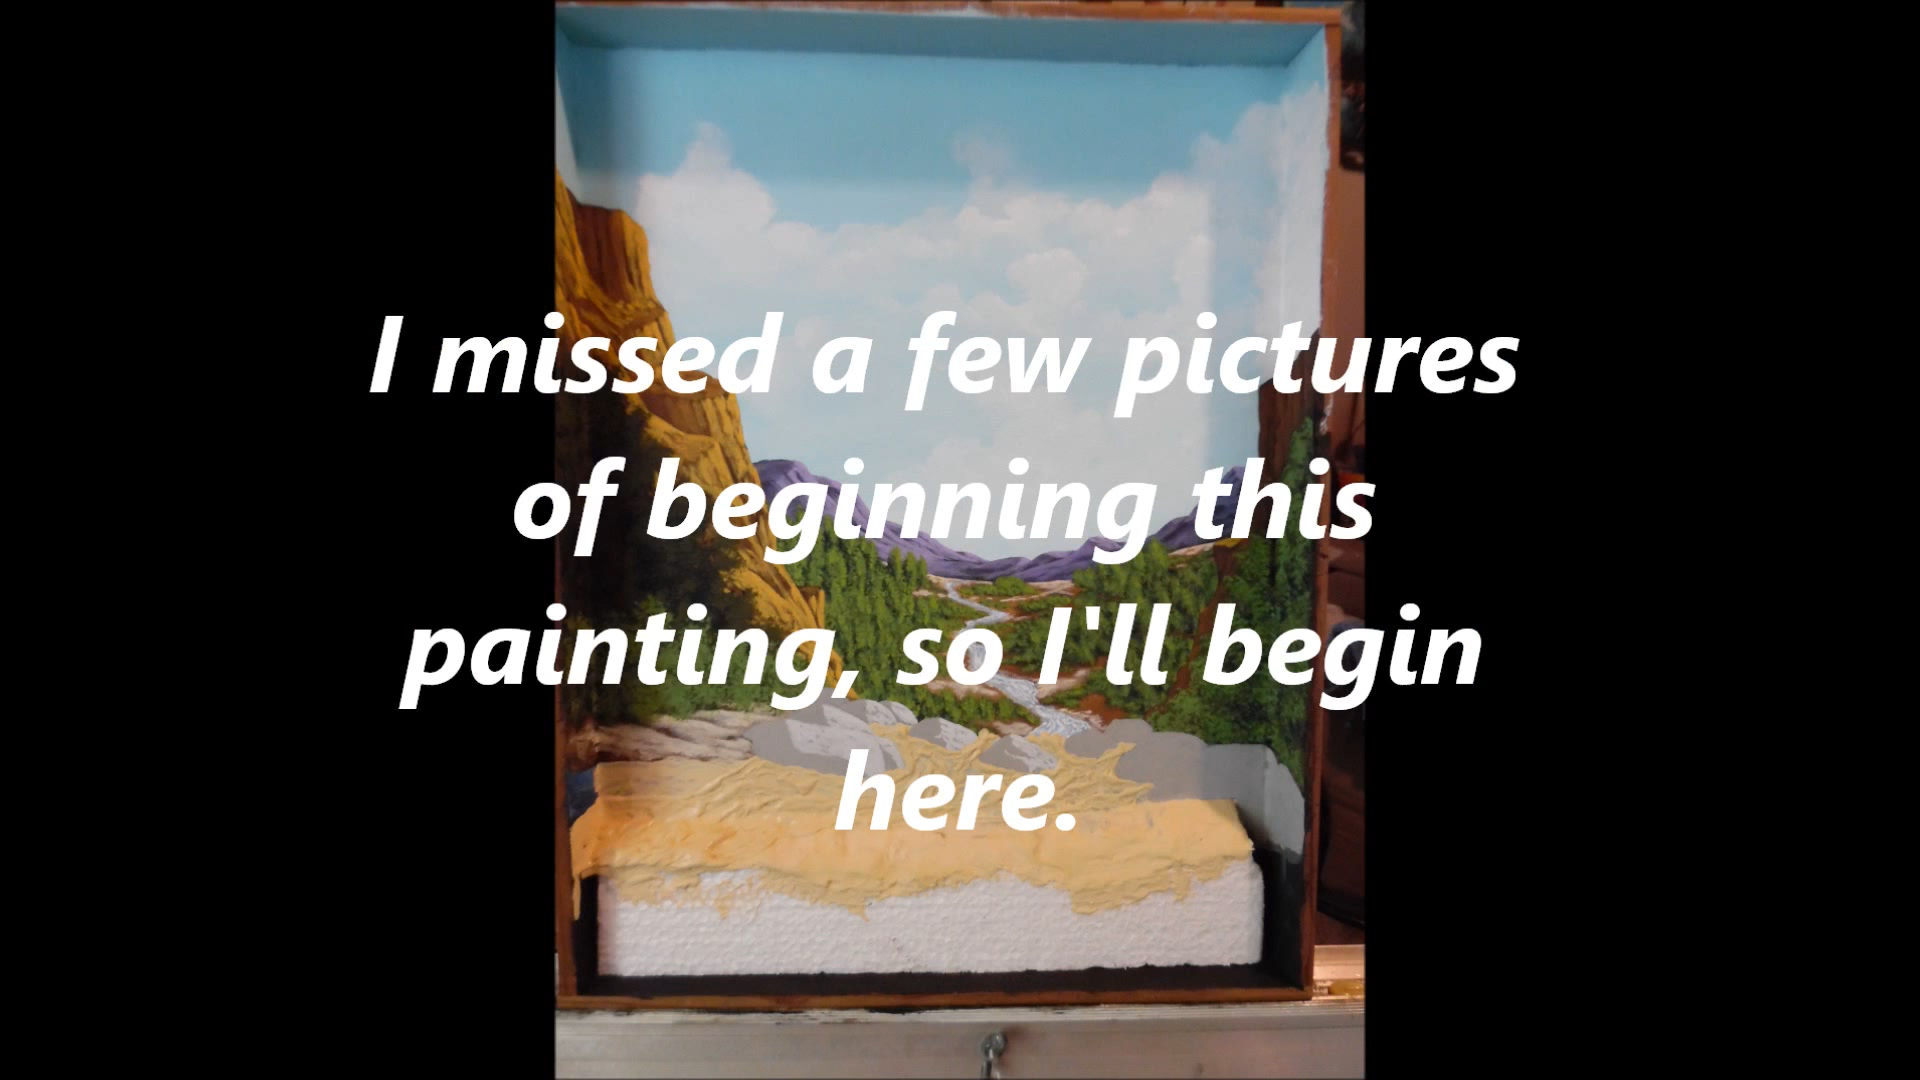 I missed a few pictures
of beginning this
painting, so I'll begin
here.